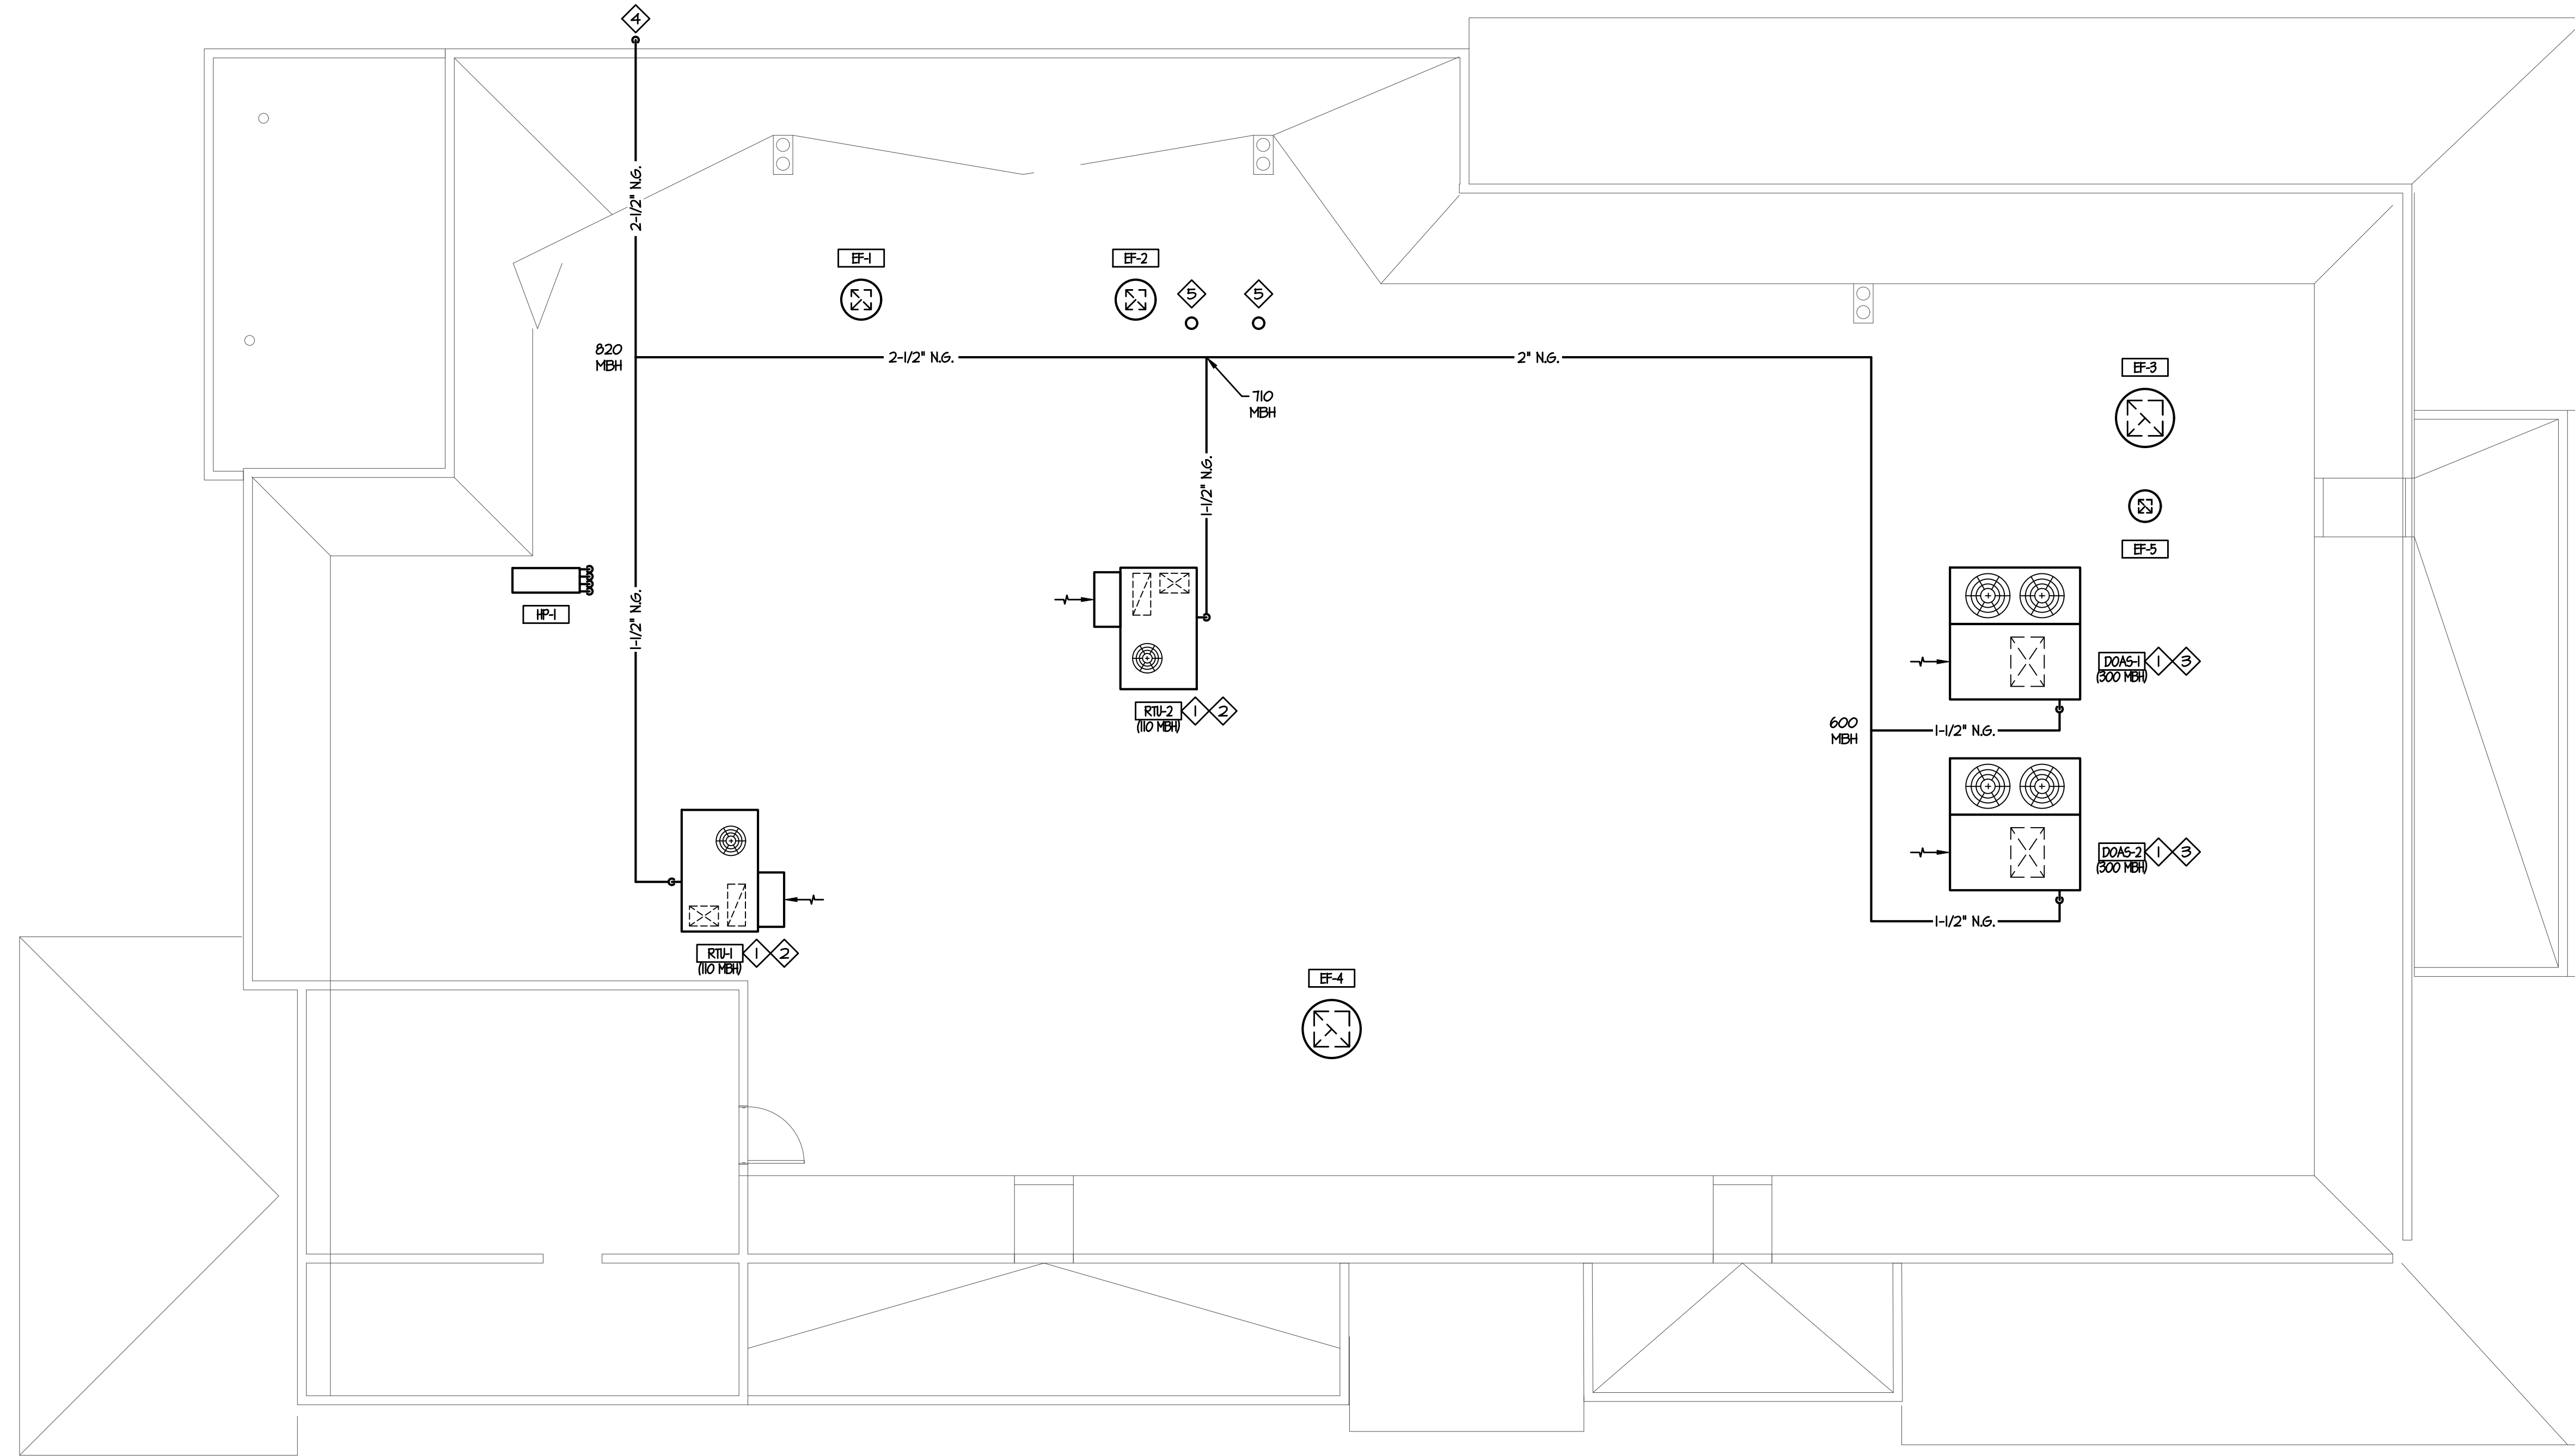 4
2-1/2" N.G.
EF-1
EF-2
5
5
820
MBH
2-1/2" N.G.
2" N.G.
EF-3
710
MBH
1-1/2" N.G.
EF-5
HP-1
1-1/2" N.G.
DOAS-1
1
3
(300 MBH)
RTU-2
1
2
(110 MBH)
600
MBH
1-1/2" N.G.
DOAS-2
1
3
(300 MBH)
1-1/2" N.G.
RTU-1
1
2
(110 MBH)
EF-4